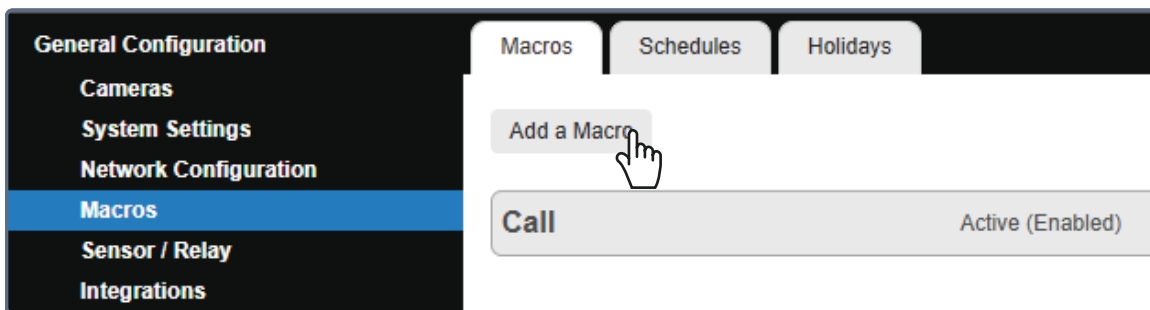 General Configuration
Cameras
System Settings
Network Configuration
Macros
Sensor / Relay
Integrations
Macros
Schedules
Holidays
Add a Macro
Call
Active (Enabled)